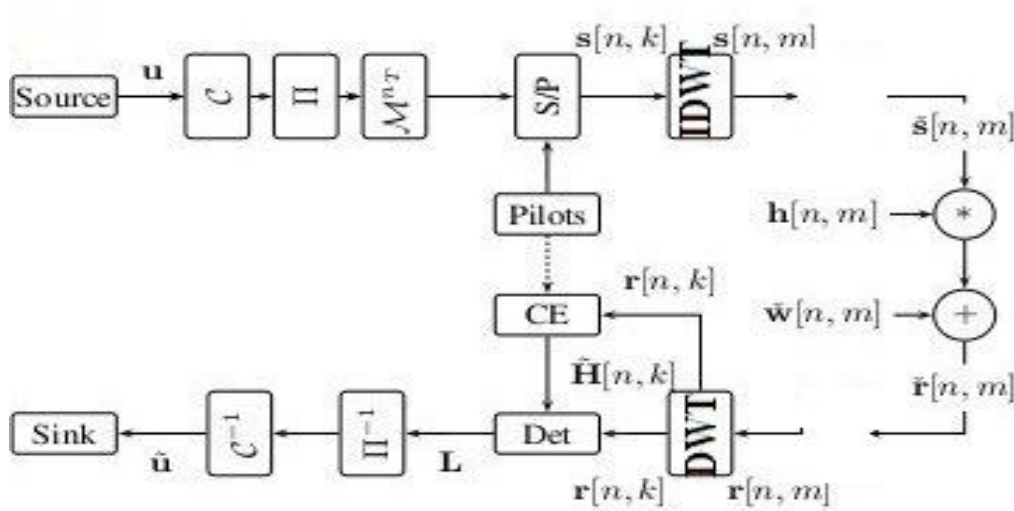 s[n, k] s[n, m]
u
Source C Π M^{n_T} S/P IDWT
š[n, m]
Pilots h[n, m] *
r[n, k]
CE w̌[n, m] +
H̃[n, k] ř[n, m]
Sink C⁻¹ Π⁻¹ Det DWT
ũ L
r[n, k] r[n, m]